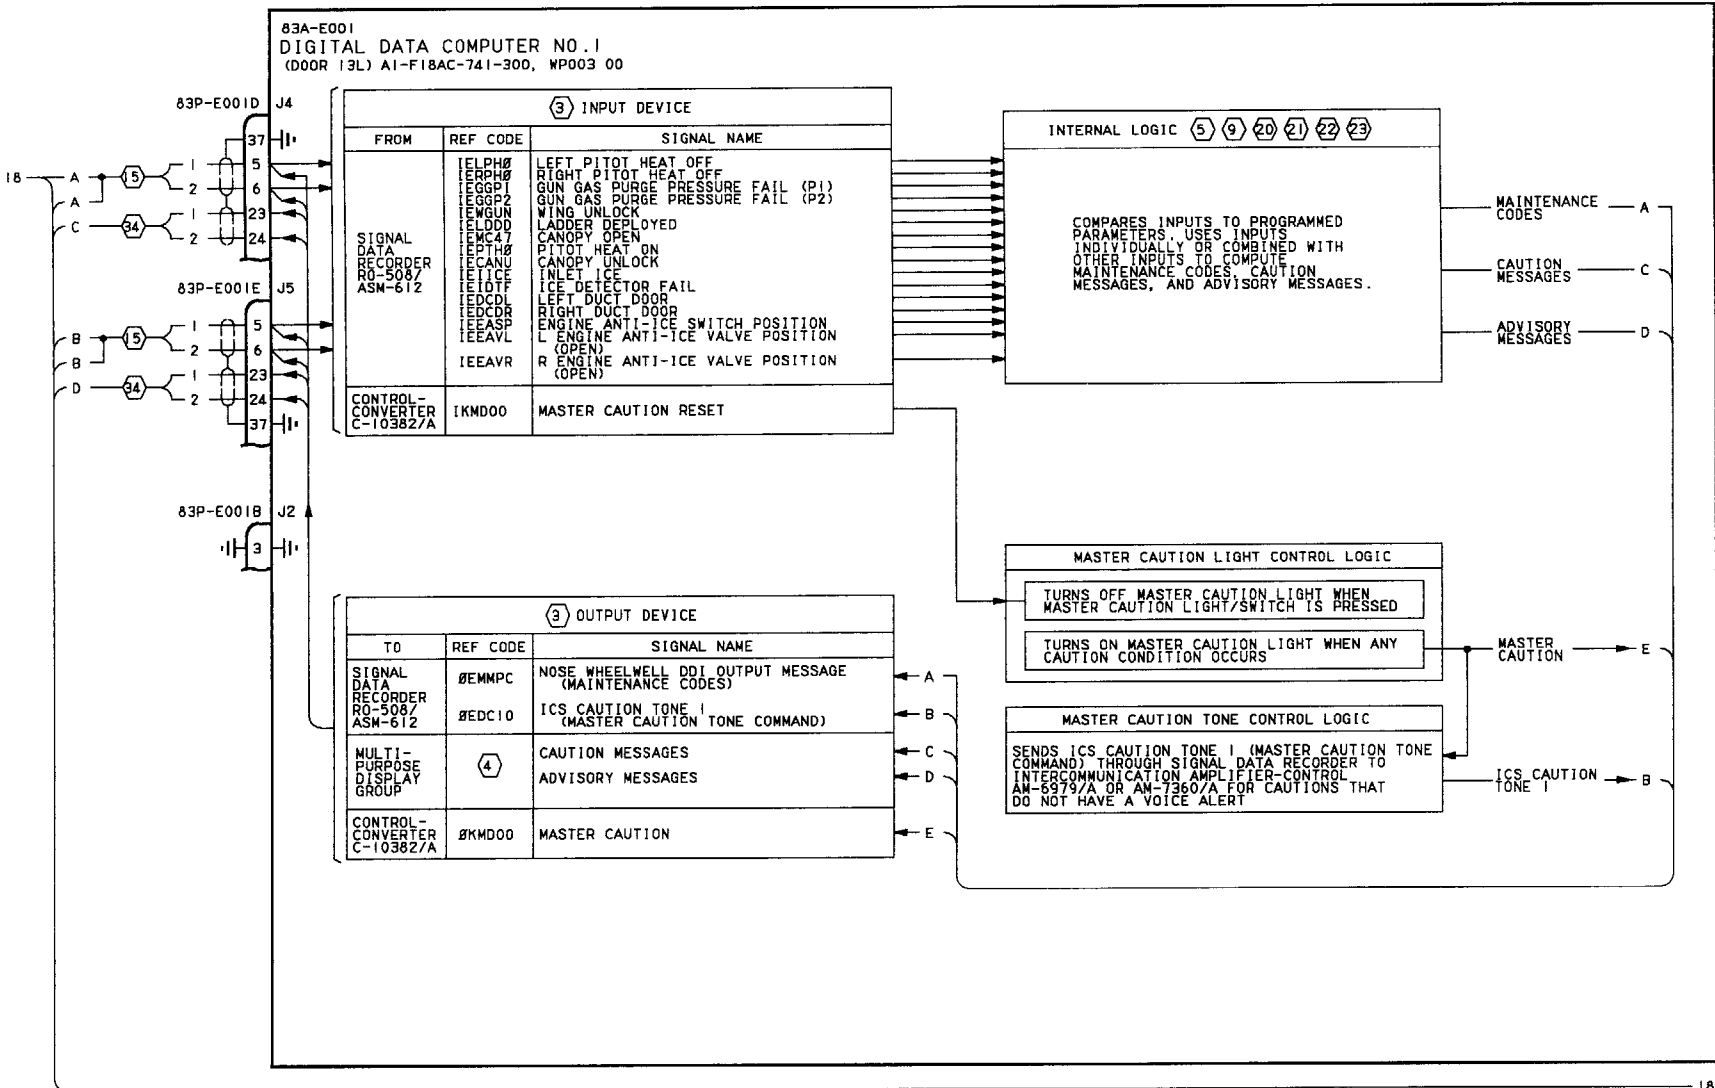 83A-E001
DIGITAL DATA COMPUTER NO.1
(DOOR 13L) A1-F18AC-741-300, WP003 00
83P-E001D J4
37
1 5
2 6
1 23
2 24
18
A 15
A
C 34
83P-E001E J5
1 5
2 6
1 23
2 24
37
B 15
B
D 34
83P-E001B J2
3
3 INPUT DEVICE
FROM REF CODE SIGNAL NAME
SIGNAL
DATA
RECORDER
RO-508/
ASM-612
IELPHØ LEFT PITOT HEAT OFF
IERPHØ RIGHT PITOT HEAT OFF
IEGGP1 GUN GAS PURGE PRESSURE FAIL (P1)
IEGGP2 GUN GAS PURGE PRESSURE FAIL (P2)
IEWGUN WING UNLOCK
IELDDD LADDER DEPLOYED
IEMC47 CANOPY OPEN
IEPTHØ PITOT HEAT ON
IECANU CANOPY UNLOCK
IEIICE INLET ICE
IEIDTF ICE DETECTOR FAIL
IEDCDL LEFT DUCT DOOR
IEDCDR RIGHT DUCT DOOR
IEEASP ENGINE ANTI-ICE SWITCH POSITION
IEEAVL L ENGINE ANTI-ICE VALVE POSITION
(OPEN)
IEEAVR R ENGINE ANTI-ICE VALVE POSITION
(OPEN)
CONTROL-
CONVERTER
C-10382/A
IKMD00 MASTER CAUTION RESET
INTERNAL LOGIC 5 9 20 21 22 23
COMPARES INPUTS TO PROGRAMMED
PARAMETERS. USES INPUTS
INDIVIDUALLY OR COMBINED WITH
OTHER INPUTS TO COMPUTE
MAINTENANCE CODES, CAUTION
MESSAGES, AND ADVISORY MESSAGES.
MAINTENANCE
CODES A
CAUTION
MESSAGES C
ADVISORY
MESSAGES D
MASTER CAUTION LIGHT CONTROL LOGIC
TURNS OFF MASTER CAUTION LIGHT WHEN
MASTER CAUTION LIGHT/SWITCH IS PRESSED
TURNS ON MASTER CAUTION LIGHT WHEN ANY
CAUTION CONDITION OCCURS
MASTER
CAUTION E
MASTER CAUTION TONE CONTROL LOGIC
SENDS ICS CAUTION TONE 1 (MASTER CAUTION TONE
COMMAND) THROUGH SIGNAL DATA RECORDER TO
INTERCOMMUNICATION AMPLIFIER-CONTROL
AM-6979/A OR AM-7360/A FOR CAUTIONS THAT
DO NOT HAVE A VOICE ALERT
ICS CAUTION
TONE 1 B
3 OUTPUT DEVICE
TO REF CODE SIGNAL NAME
SIGNAL
DATA
RECORDER
RO-508/
ASM-612
ØEMMPC NOSE WHEELWELL DDI OUTPUT MESSAGE
(MAINTENANCE CODES) A
ØEDC10 ICS CAUTION TONE 1
(MASTER CAUTION TONE COMMAND) B
MULTI-
PURPOSE
DISPLAY
GROUP
4
CAUTION MESSAGES C
ADVISORY MESSAGES D
CONTROL-
CONVERTER
C-10382/A
ØKMD00 MASTER CAUTION E
18